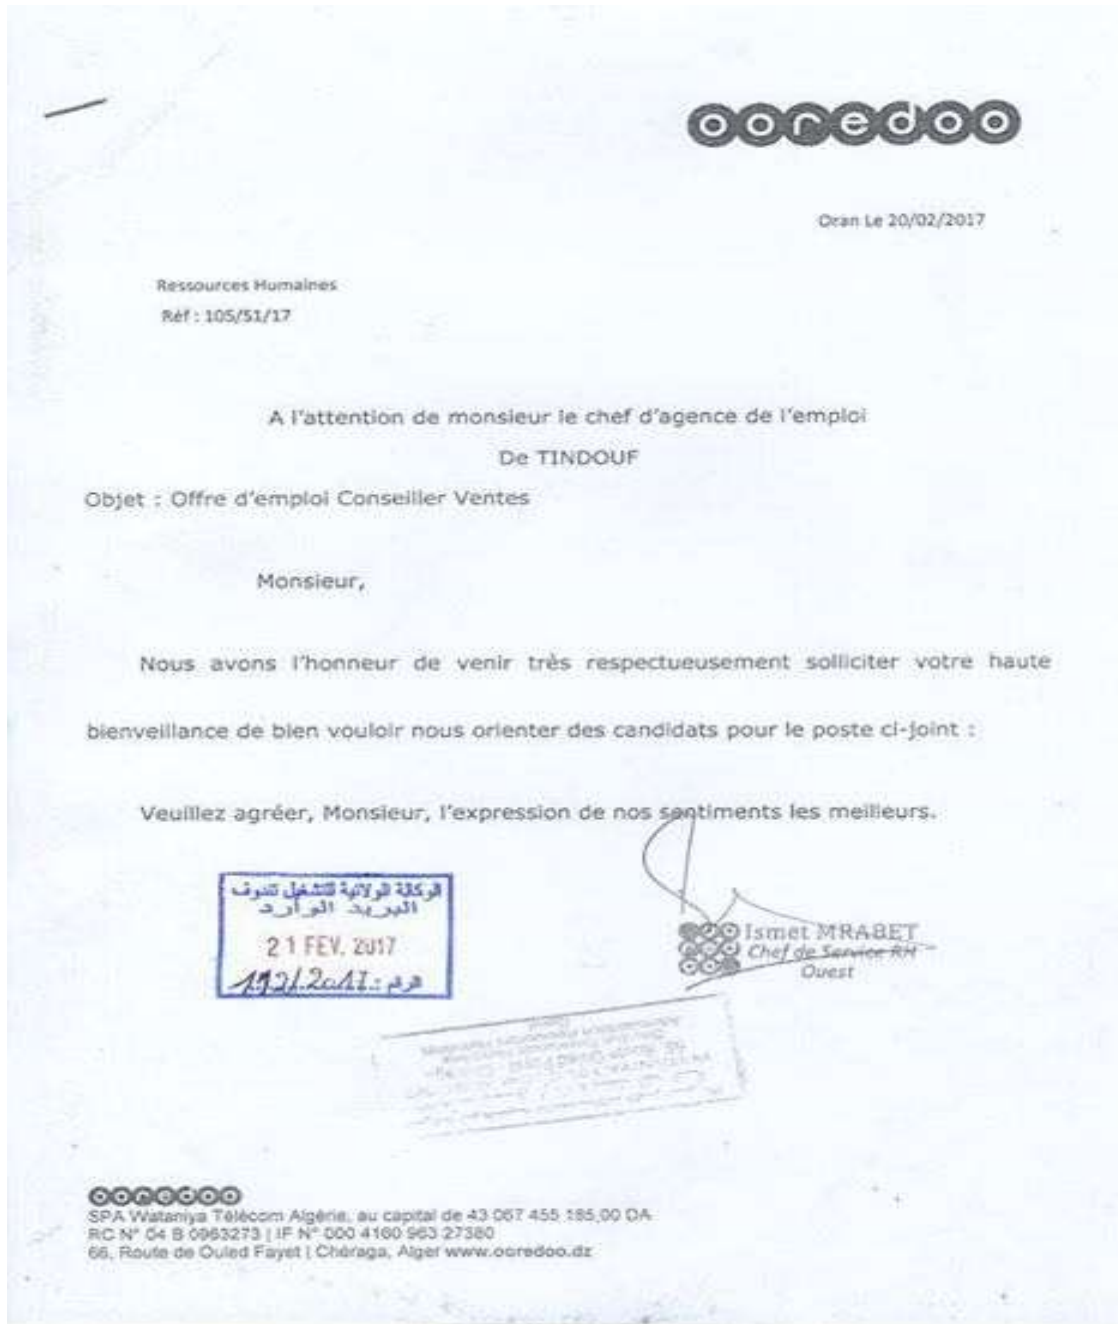 ooredoo
Oran Le 20/02/2017
Ressources Humaines
Réf : 105/51/17
A l'attention de monsieur le chef d'agence de l'emploi
De TINDOUF
Objet : Offre d'emploi Conseiller Ventes
Monsieur,
Nous avons l'honneur de venir très respectueusement solliciter votre haute
bienveillance de bien vouloir nous orienter des candidats pour le poste ci-joint :
Veuillez agréer, Monsieur, l'expression de nos sentiments les meilleurs.
الوكالة الولائية للتشغيل تندوف
البريد الوارد
21 FEV. 2017
الرقم : 192/2017
Ismet MRABET
Chef de Service RH
Ouest
ooredoo
SPA Wataniya Télécom Algérie, au capital de 43 067 455 185,00 DA
RC N° 04 B 0963273 | IF N° 000 4160 963 27380
66, Route de Ouled Fayet | Chéraga, Alger www.ooredoo.dz